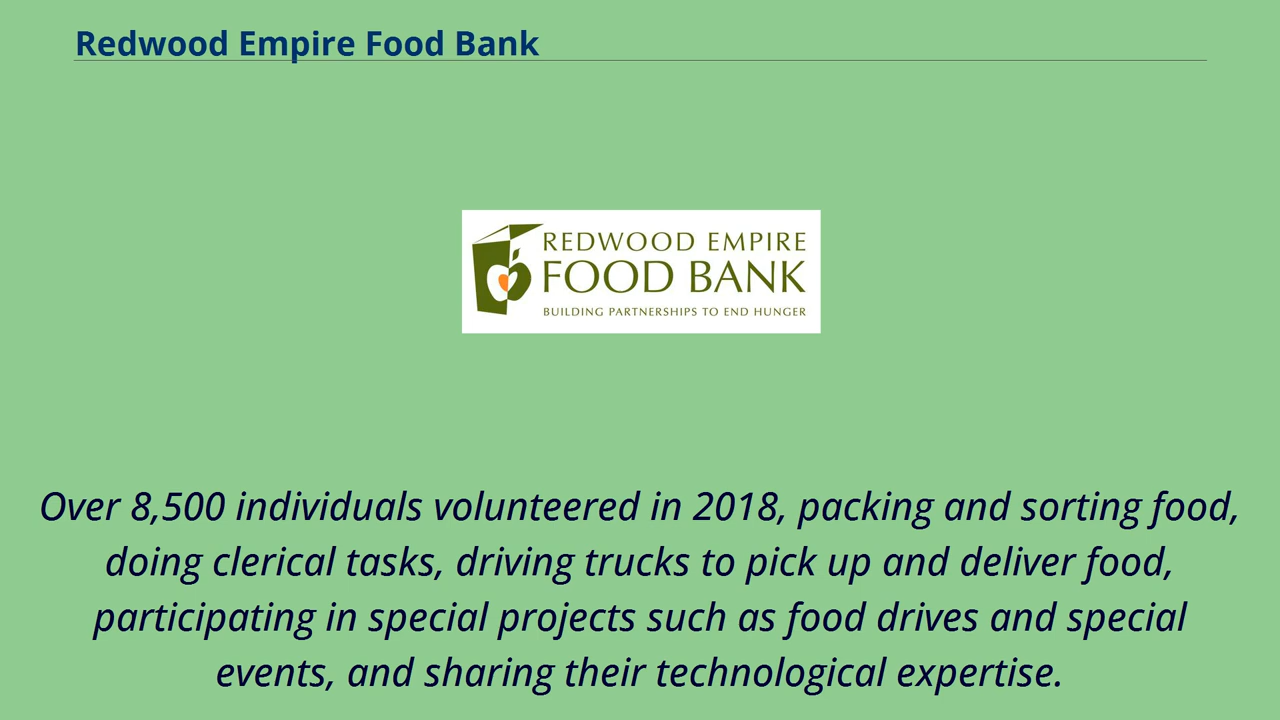 Redwood Empire Food Bank
REDWOOD EMPIRE
FOOD BANK
BUILDING PARTNERSHIPS TO END HUNGER
Over 8,500 individuals volunteered in 2018, packing and sorting food,
doing clerical tasks, driving trucks to pick up and deliver food,
participating in special projects such as food drives and special
events, and sharing their technological expertise.